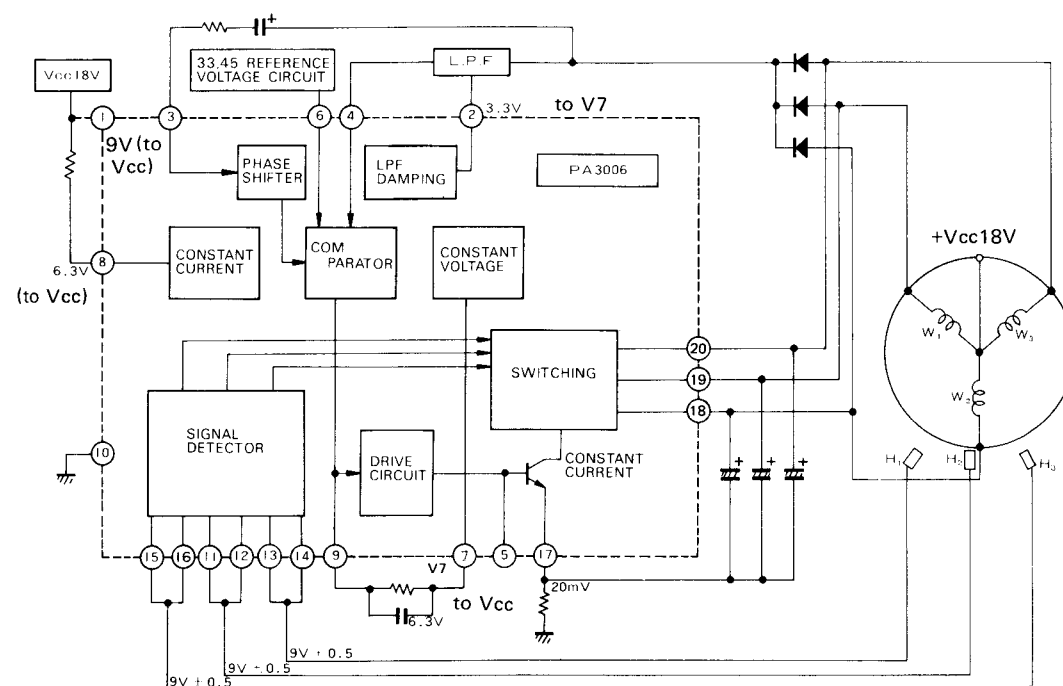 Vcc 18V
33,45 REFERENCE
VOLTAGE CIRCUIT
L.P.F
+
1
3
6
4
2
3.3V
to V7
9V (to
Vcc)
PHASE
SHIFTER
LPF
DAMPING
PA3006
8
6.3V
(to Vcc)
CONSTANT
CURRENT
COM
PARATOR
CONSTANT
VOLTAGE
+Vcc18V
W1
W3
W2
SWITCHING
20
19
18
SIGNAL
DETECTOR
10
DRIVE
CIRCUIT
CONSTANT
CURRENT
+
+
+
H1
H2
H3
15
16
11
12
13
14
9
7
5
17
V7
to Vcc
6.3V
20mV
9V ± 0.5
9V ± 0.5
9V ± 0.5